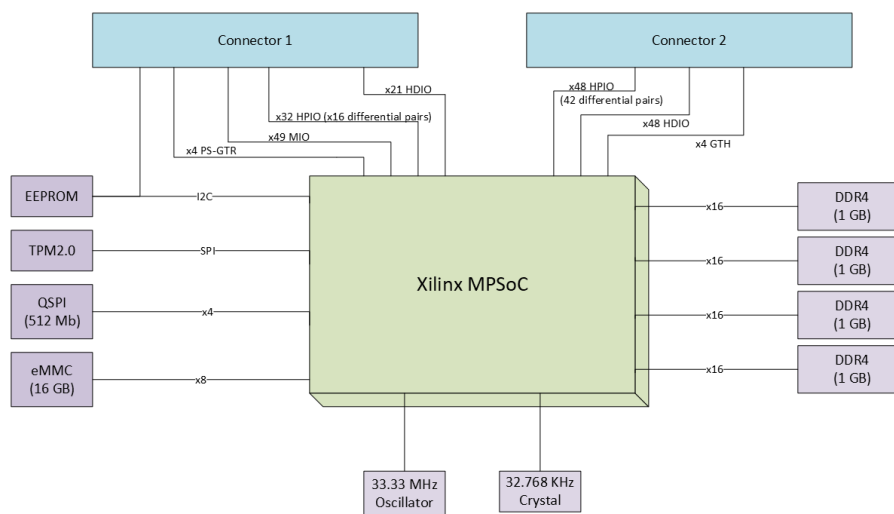 Connector 1
Connector 2
x21 HDIO
x48 HPIO
(42 differential pairs)
x32 HPIO (x16 differential pairs)
x49 MIO
x48 HDIO
x4 PS-GTR
x4 GTH
EEPROM
I2C
x16
DDR4
(1 GB)
TPM2.0
SPI
x16
DDR4
(1 GB)
Xilinx MPSoC
QSPI
(512 Mb)
x4
x16
DDR4
(1 GB)
eMMC
(16 GB)
x8
x16
DDR4
(1 GB)
33.33 MHz
Oscillator
32.768 KHz
Crystal